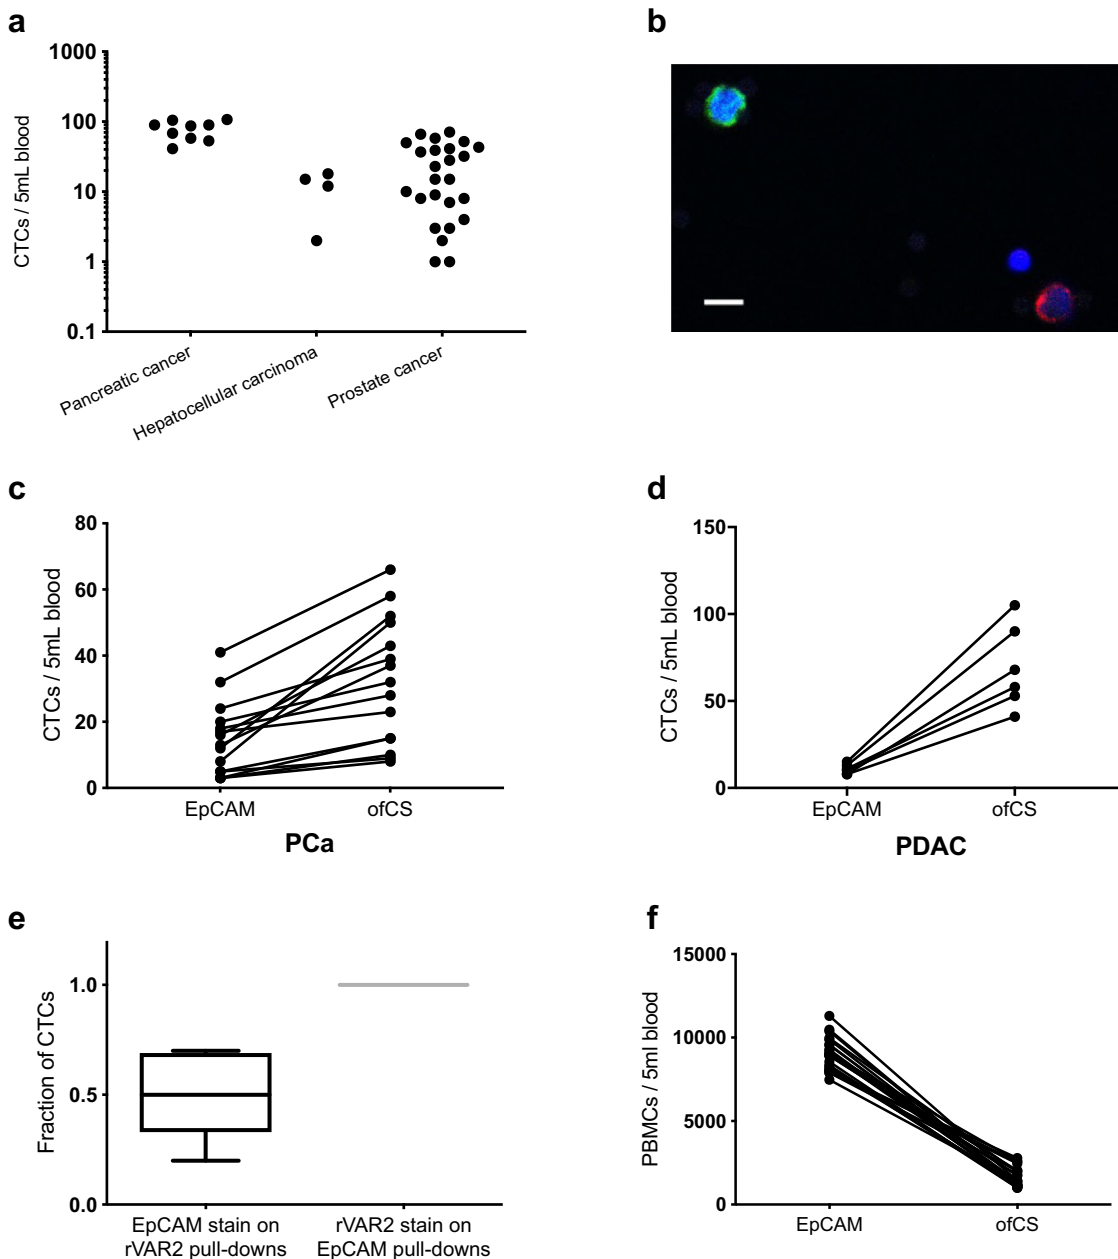 a
1000
100
10
1
0.1
CTCs / 5mL blood
Pancreatic cancer
Hepatocellular carcinoma
Prostate cancer
b
c
80
60
40
20
0
CTCs / 5mL blood
EpCAM
ofCS
PCa
d
150
100
50
0
CTCs / 5mL blood
EpCAM
ofCS
PDAC
e
1.0
0.5
0.0
Fraction of CTCs
EpCAM stain on
rVAR2 pull-downs
rVAR2 stain on
EpCAM pull-downs
f
15000
10000
5000
0
PBMCs / 5ml blood
EpCAM
ofCS